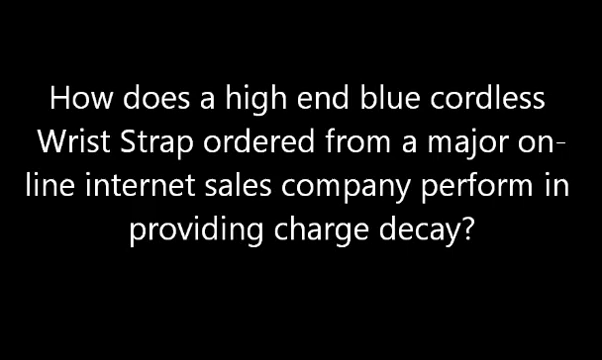 How does a high end blue cordless
Wrist Strap ordered from a major on-
line internet sales company perform in
providing charge decay?